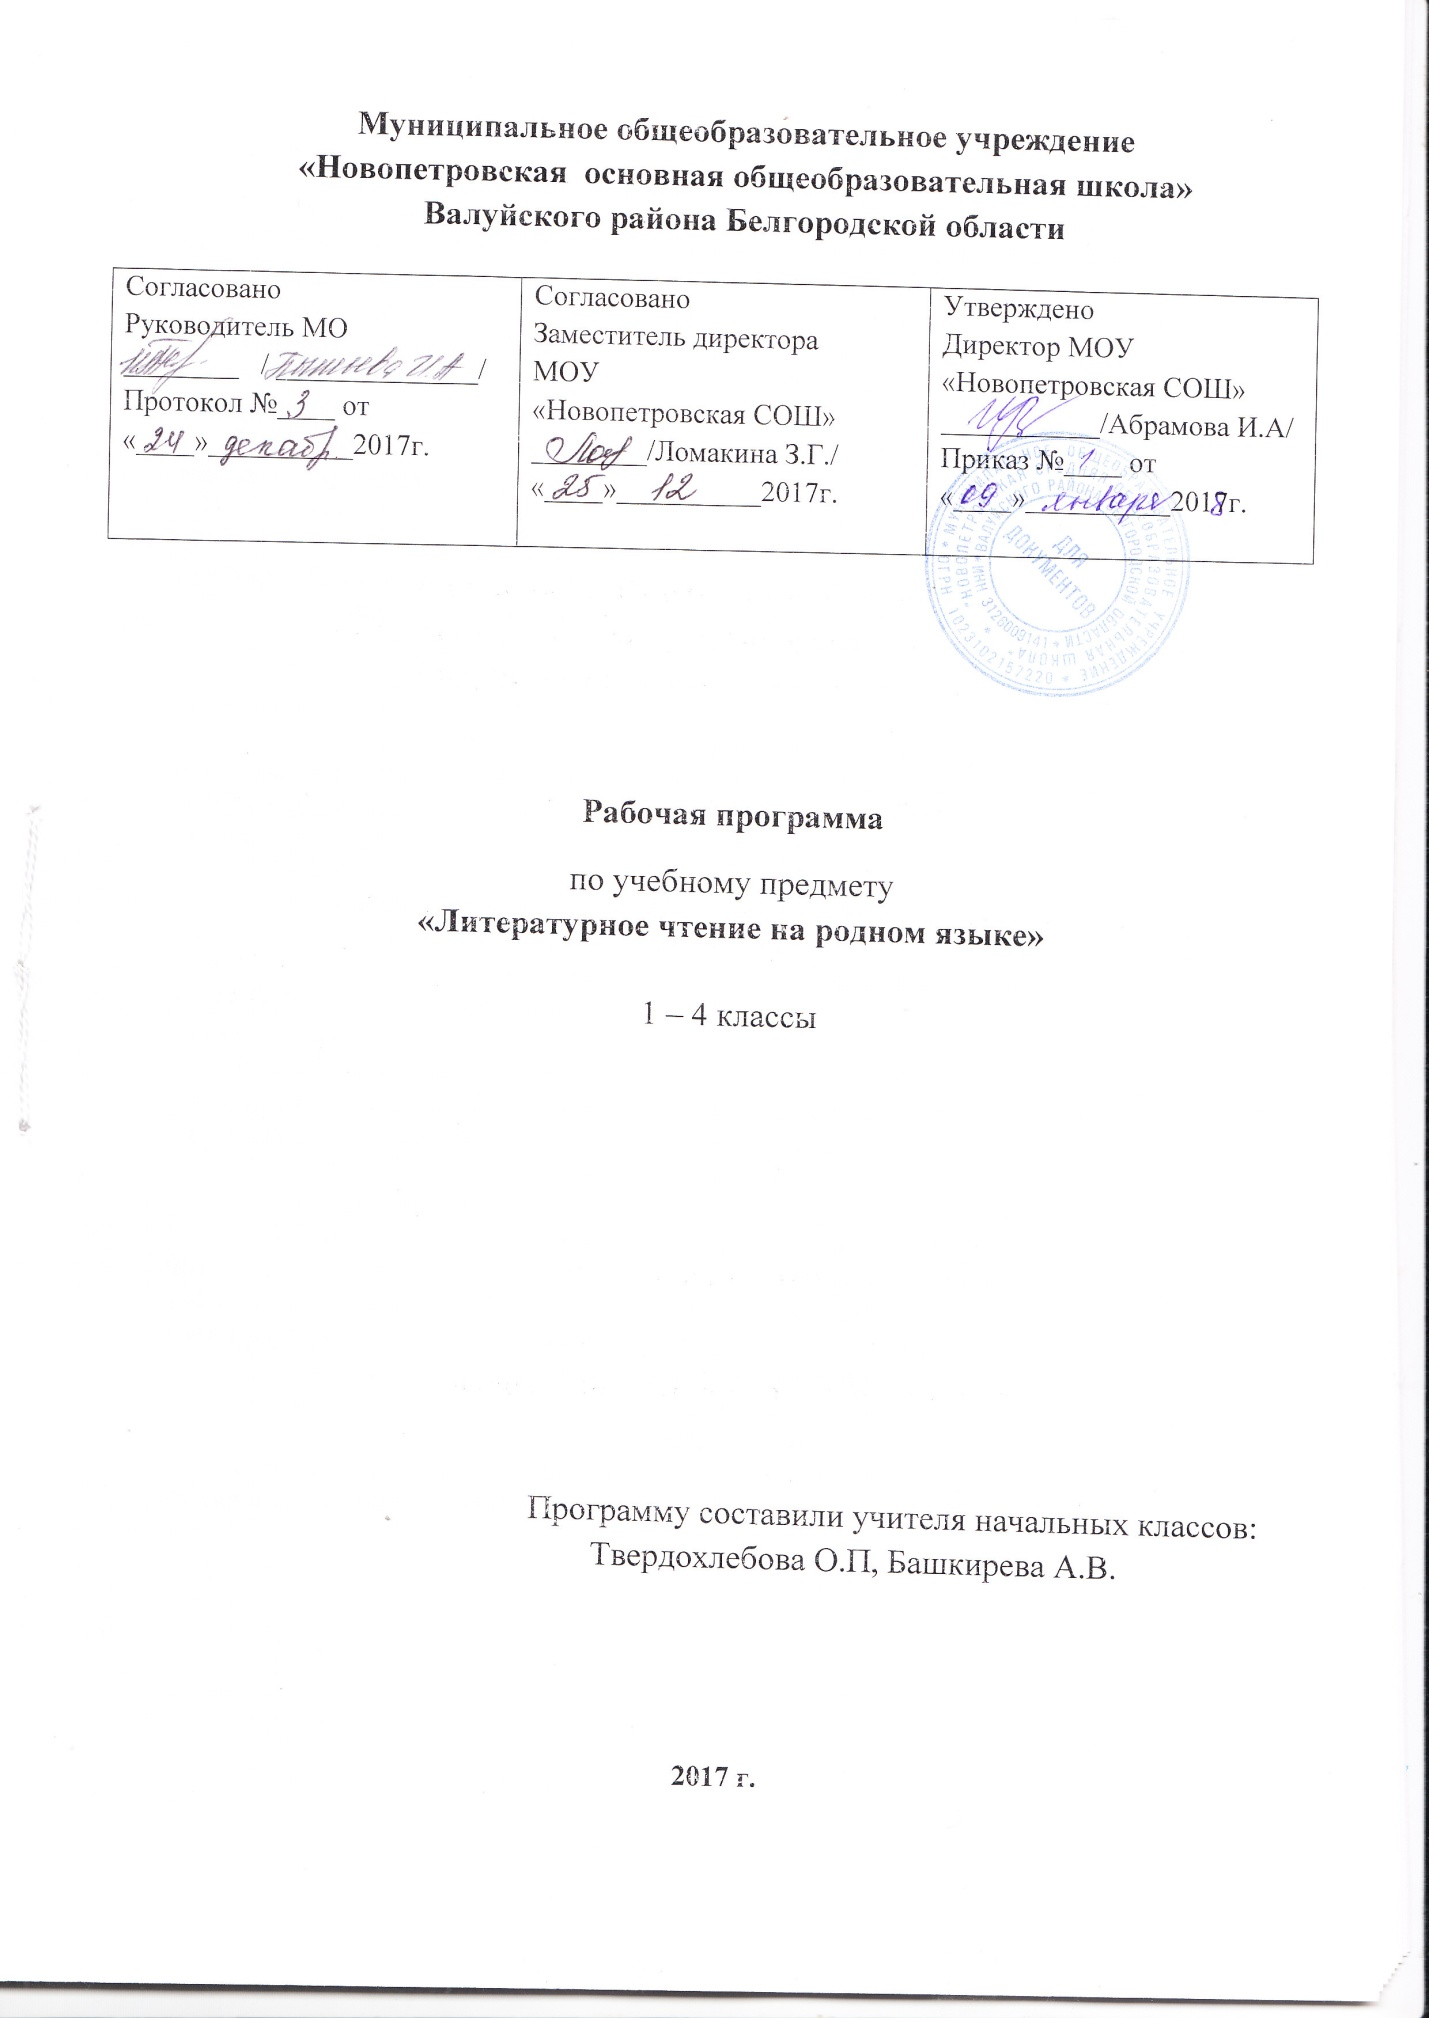 Муниципальное общеобразовательное учреждение
«Новопетровская основная общеобразовательная школа»
Валуйского района Белгородской области
Согласовано
Руководитель МО
/ И.А /
Протокол № 3 от
«24» декабр 2017г.
Согласовано
Заместитель директора
МОУ
«Новопетровская СОШ»
/Ломакина З.Г./
«25» 12 2017г.
Утверждено
Директор МОУ
«Новопетровская СОШ»
/Абрамова И.А/
Приказ № 1 от
«09» января 2018г.
ДЛЯ
ДОКУМЕНТОВ
Рабочая программа
по учебному предмету
«Литературное чтение на родном языке»
1 – 4 классы
Программу составили учителя начальных классов:
Твердохлебова О.П, Башкирева А.В.
2017 г.